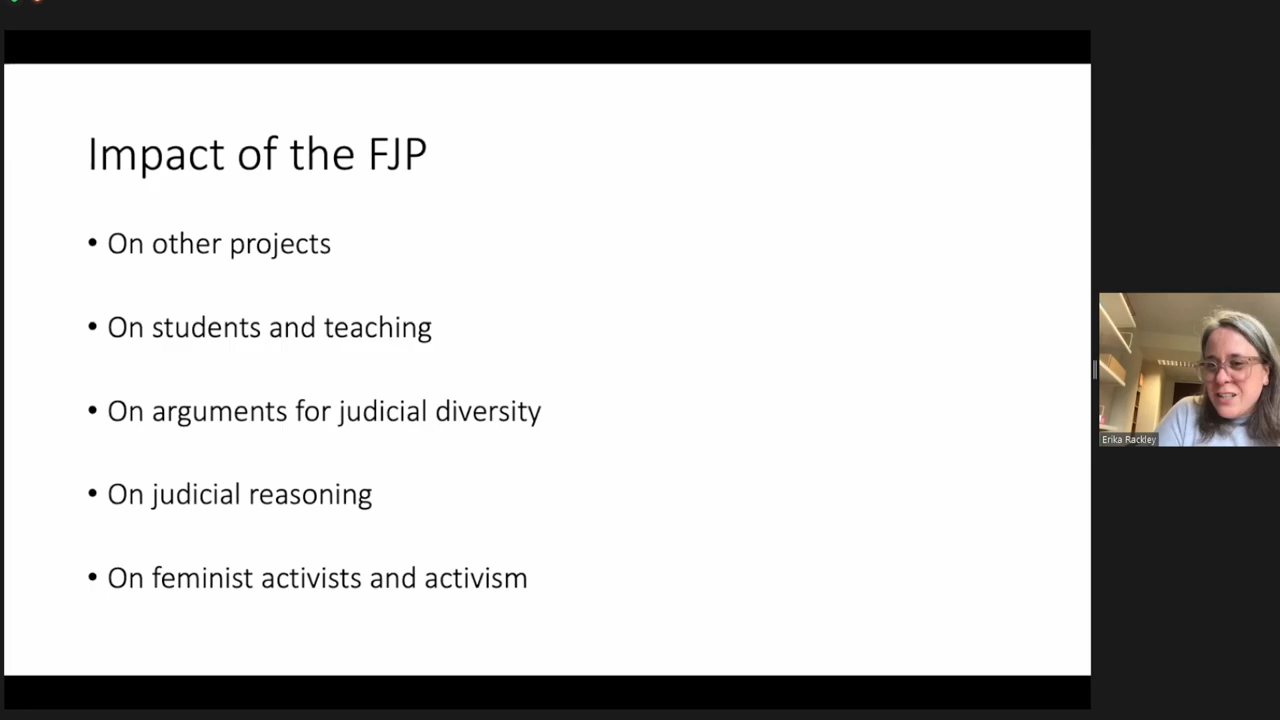 Impact of the FJP
• On other projects
• On students and teaching
• On arguments for judicial diversity
• On judicial reasoning
• On feminist activists and activism
Erika Rackley